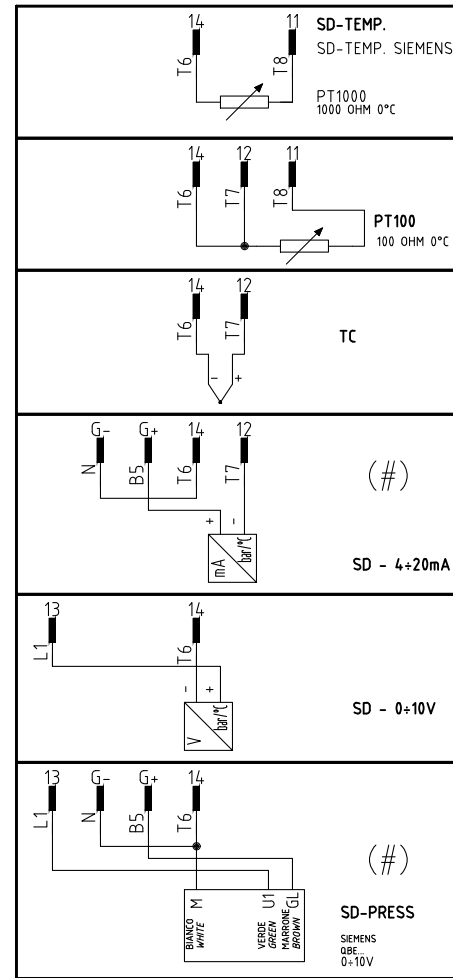 14 11 SD-TEMP.
SD-TEMP. SIEMENS
T6 T8
PT1000
1000 OHM 0°C
14 12 11
T6 T7 T8
PT100
100 OHM 0°C
14 12
T6 T7
TC
- +
G- G+ 14 12
N B5 T6 T7
(#)
+ -
mA bar/°C
SD - 4÷20mA
13 14
L1 T6
- +
V bar/°C
SD - 0÷10V
13 G- G+ 14
L1 N B5 T6
(#)
M U1 GL
BIANCO
WHITE
VERDE
GREEN
MARRONE
BROWN
SD-PRESS
SIEMENS
QBE...
0÷10V